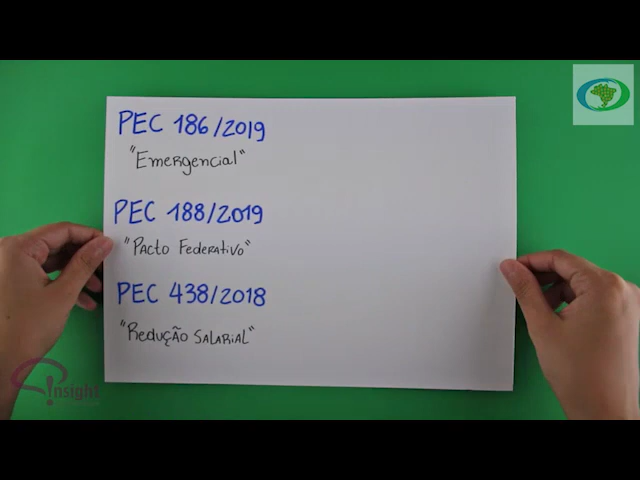 PEC 186/2019
"Emergencial"
PEC 188/2019
"Pacto Federativo"
PEC 438/2018
"Redução Salarial"
insight